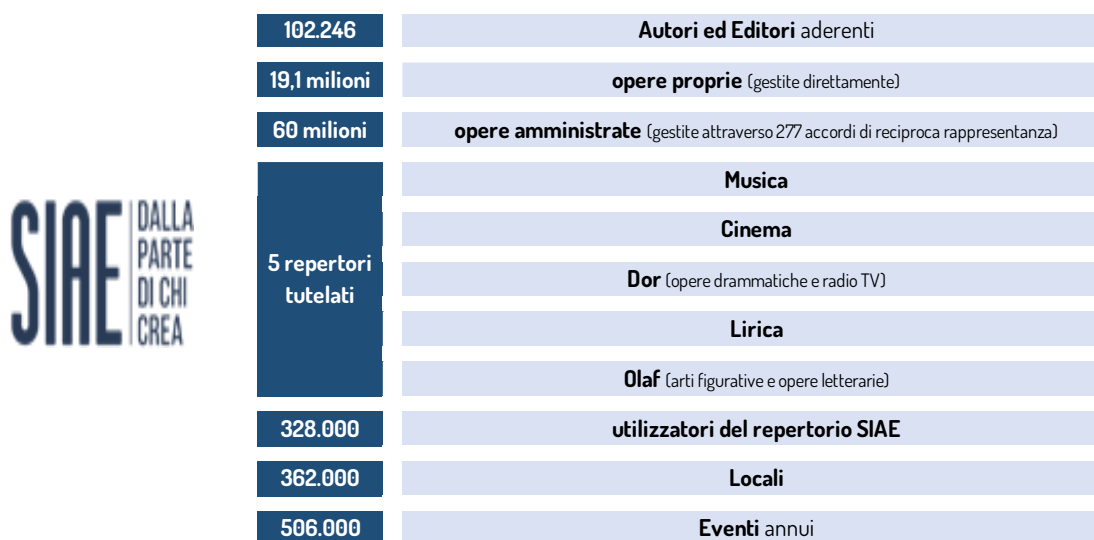 102.246 Autori ed Editori aderenti
19,1 milioni opere proprie (gestite direttamente)
60 milioni opere amministrate (gestite attraverso 277 accordi di reciproca rappresentanza)
SIAE
DALLA
PARTE
DI CHI
CREA
5 repertori
tutelati
Musica
Cinema
Dor (opere drammatiche e radio TV)
Lirica
Olaf (arti figurative e opere letterarie)
328.000 utilizzatori del repertorio SIAE
362.000 Locali
506.000 Eventi annui